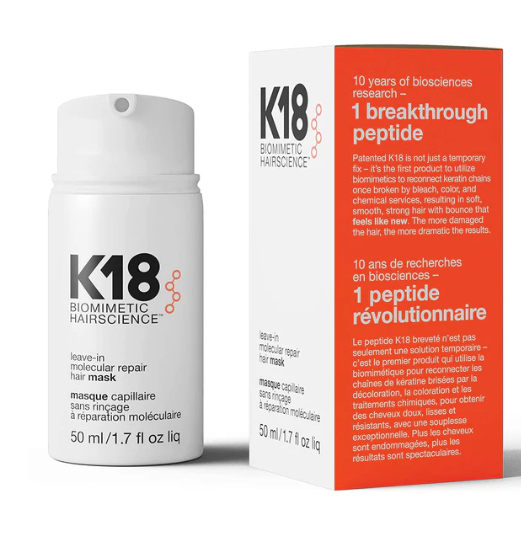 K18
BIOMIMETIC
HAIRSCIENCE™
leave-in
molecular repair
hair mask
masque capillaire
sans rinçage
à réparation moléculaire
50 ml/1.7 fl oz liq
K18
BIOMIMETIC
HAIRSCIENCE™
leave-in
molecular repair
hair mask
masque capillaire
sans rinçage
à réparation moléculaire
50 ml/1.7 fl oz liq
10 years of biosciences
research –
1 breakthrough
peptide
Patented K18 is not just a temporary
fix – it's the first product to utilize
biomimetics to reconnect keratin chains
once broken by bleach, color, and
chemical services, resulting in soft,
smooth, strong hair with bounce that
feels like new. The more damaged
the hair, the more dramatic the results.
10 ans de recherches
en biosciences –
1 peptide
révolutionnaire
Le peptide K18 breveté n'est pas
seulement une solution temporaire –
c'est le premier produit qui utilise la
biomimétique pour reconnecter les
chaînes de kératine brisées par la
décoloration, la coloration et les
traitements chimiques, pour obtenir
des cheveux doux, lisses et
résistants, avec une souplesse
exceptionnelle. Plus les cheveux
sont endommagés, plus les
résultats sont spectaculaires.